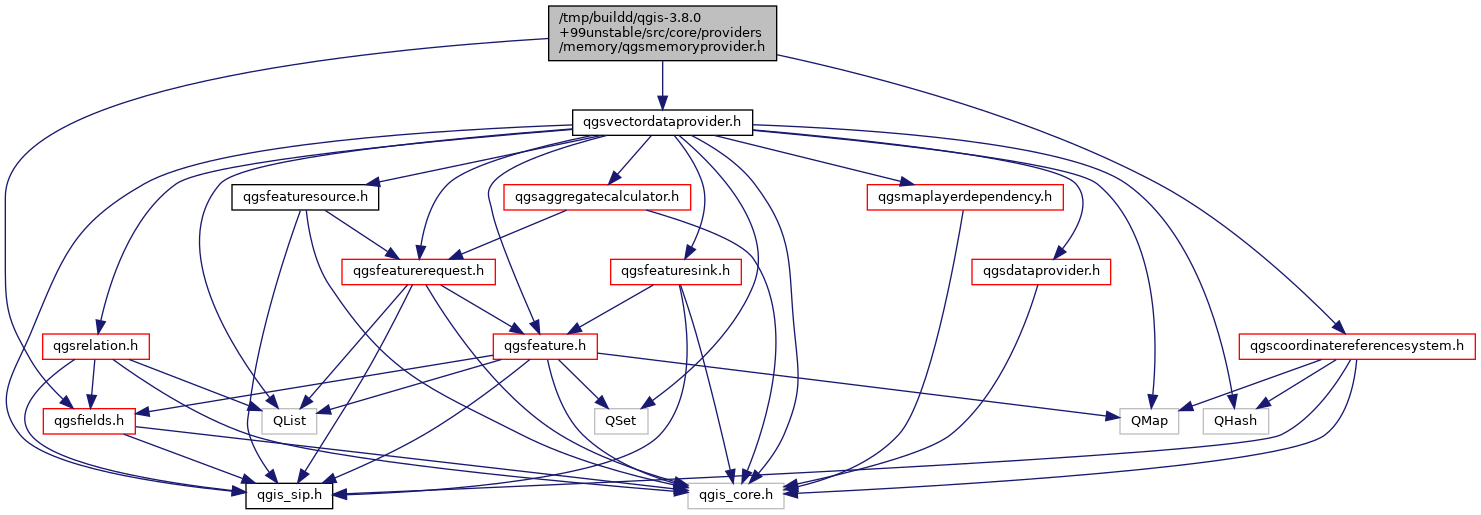 /tmp/buildd/qgis-3.8.0
+99unstable/src/core/providers
/memory/qgsmemoryprovider.h
qgsvectordataprovider.h
qgsfeaturesource.h
qgsaggregatecalculator.h
qgsmaplayerdependency.h
qgsfeaturerequest.h
qgsfeaturesink.h
qgsdataprovider.h
qgsrelation.h
qgsfeature.h
qgscoordinatereferencesystem.h
qgsfields.h
QList
QSet
QMap
QHash
qgis_sip.h
qgis_core.h